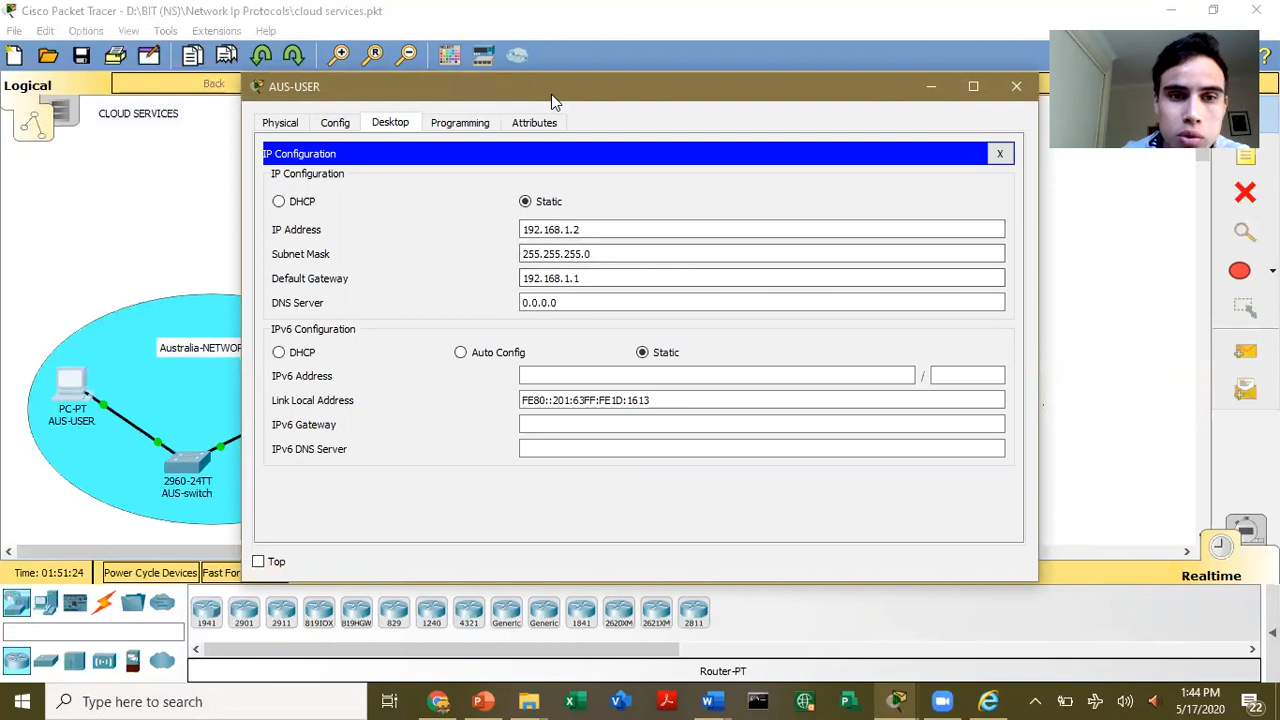 Cisco Packet Tracer - D:\BIT (NS)\Network Ip Protocols\cloud services.pkt
File Edit Options View Tools Extensions Help
Logical
Back
CLOUD SERVICES
AUS-USER
Physical Config Desktop Programming Attributes
IP Configuration X
IP Configuration
DHCP Static
IP Address 192.168.1.2
Subnet Mask 255.255.255.0
Default Gateway 192.168.1.1
DNS Server 0.0.0.0
IPv6 Configuration
DHCP Auto Config Static
IPv6 Address /
Link Local Address FE80::201:63FF:FE1D:1613
IPv6 Gateway
IPv6 DNS Server
Top
Australia-NETWOR
PC-PT
AUS-USER
2960-24TT
AUS-switch
Time: 01:51:24 Power Cycle Devices Fast For
Realtime
1941 2901 2911 819IOX 819HGW 829 1240 4321 Generic Generic 1841 2620XM 2621XM 2811
Router-PT
Type here to search
1:44 PM
5/17/2020
22